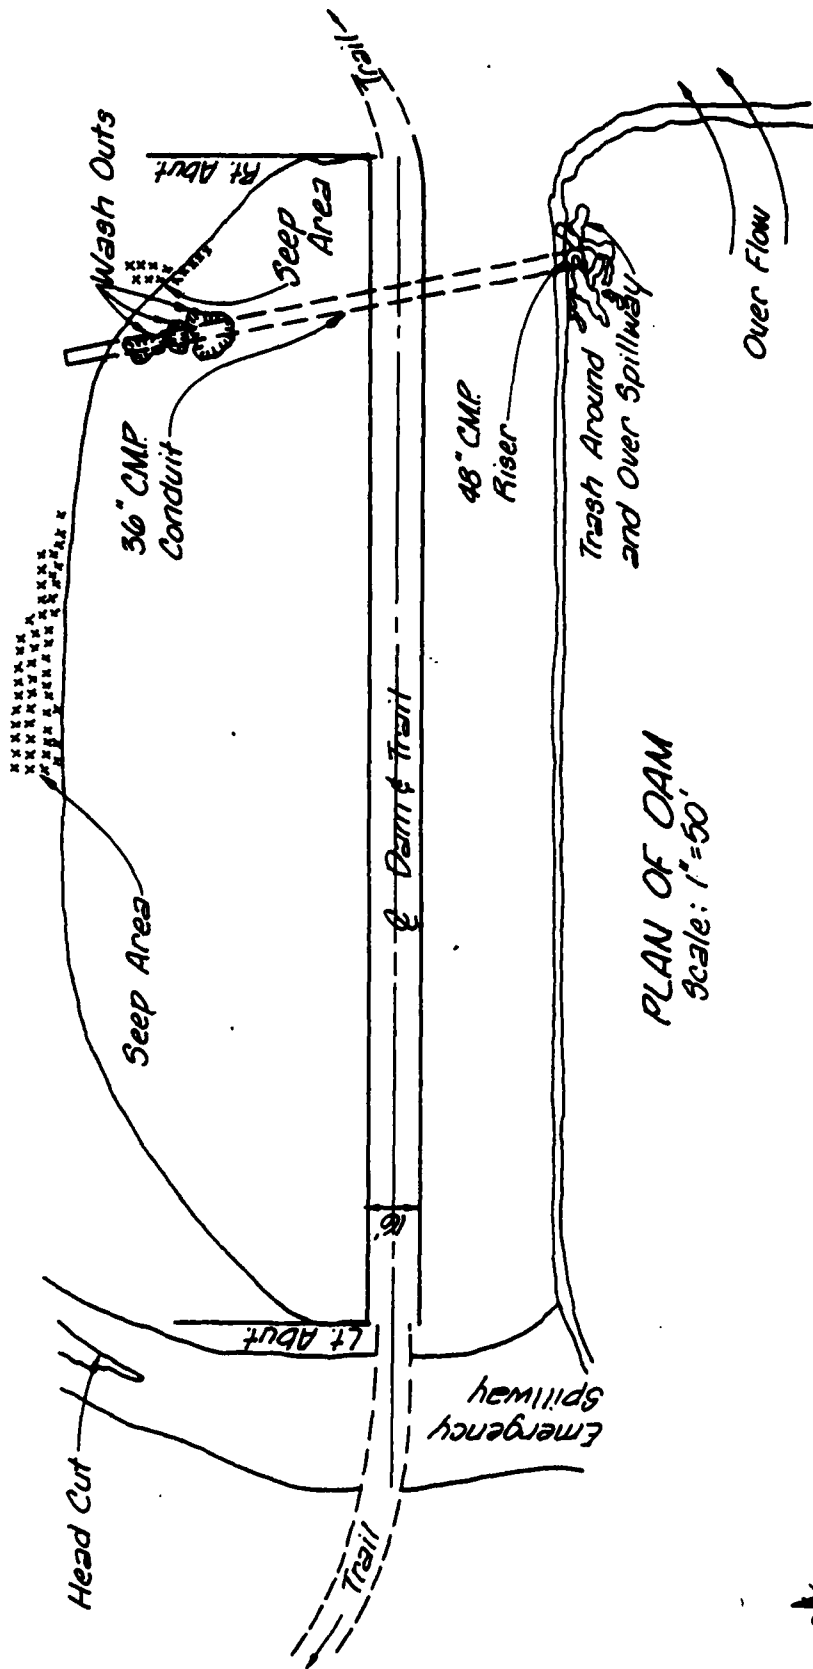 Trail
Wash Outs
Rt. Abut.
Seep
Area
36" C.M.P.
Conduit
48" C.M.P.
Riser
Trash Around
and Over Spillway
Over Flow
Seep Area
℄ Dam & Trail
PLAN OF DAM
Scale: 1"=50'
16'
Lt. Abut.
Emergency
Spillway
Head Cut
Trail